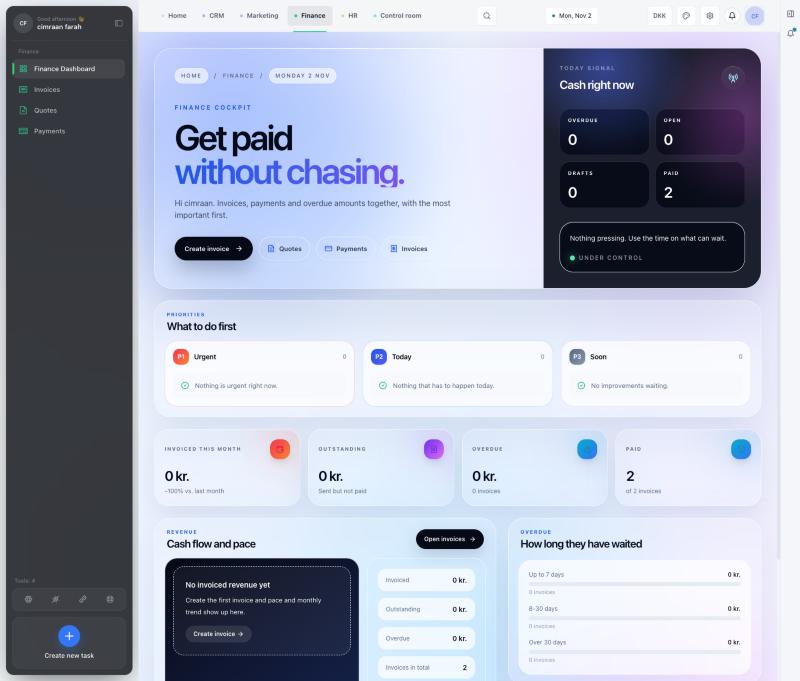 CF
Good afternoon 👋
cimraan farah
Finance
Finance Dashboard
Invoices
Quotes
Payments
Tools: 4
Create new task
Home
CRM
Marketing
Finance
HR
Control room
Mon, Nov 2
DKK
CF
HOME / FINANCE / MONDAY 2 NOV
FINANCE COCKPIT
Get paid
without chasing.
Hi cimraan. Invoices, payments and overdue amounts together, with the most
important first.
Create invoice →
Quotes
Payments
Invoices
TODAY SIGNAL
Cash right now
OVERDUE
0
OPEN
0
DRAFTS
0
PAID
2
Nothing pressing. Use the time on what can wait.
UNDER CONTROL
PRIORITIES
What to do first
P1 Urgent 0
Nothing is urgent right now.
P2 Today 0
Nothing that has to happen today.
P3 Soon 0
No improvements waiting.
INVOICED THIS MONTH
0 kr.
-100% vs. last month
OUTSTANDING
0 kr.
Sent but not paid
OVERDUE
0 kr.
0 invoices
PAID
2
of 2 invoices
REVENUE
Cash flow and pace
Open invoices →
No invoiced revenue yet
Create the first invoice and pace and monthly
trend show up here.
Create invoice →
Invoiced 0 kr.
Outstanding 0 kr.
Overdue 0 kr.
Invoices in total 2
OVERDUE
How long they have waited
Up to 7 days 0 kr.
0 invoices
8-30 days 0 kr.
0 invoices
Over 30 days 0 kr.
0 invoices